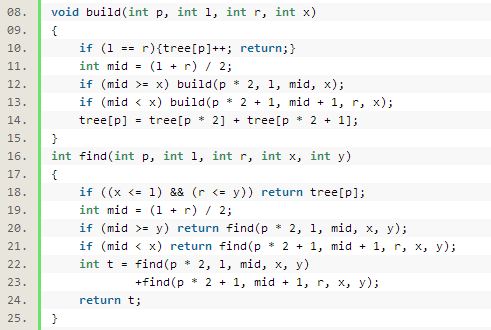 08. void build(int p, int l, int r, int x)
09. {
10.     if (l == r){tree[p]++; return;}
11.     int mid = (l + r) / 2;
12.     if (mid >= x) build(p * 2, l, mid, x);
13.     if (mid < x) build(p * 2 + 1, mid + 1, r, x);
14.     tree[p] = tree[p * 2] + tree[p * 2 + 1];
15. }
16. int find(int p, int l, int r, int x, int y)
17. {
18.     if ((x <= l) && (r <= y)) return tree[p];
19.     int mid = (l + r) / 2;
20.     if (mid >= y) return find(p * 2, l, mid, x, y);
21.     if (mid < x) return find(p * 2 + 1, mid + 1, r, x, y);
22.     int t = find(p * 2, l, mid, x, y)
23.             +find(p * 2 + 1, mid + 1, r, x, y);
24.     return t;
25. }